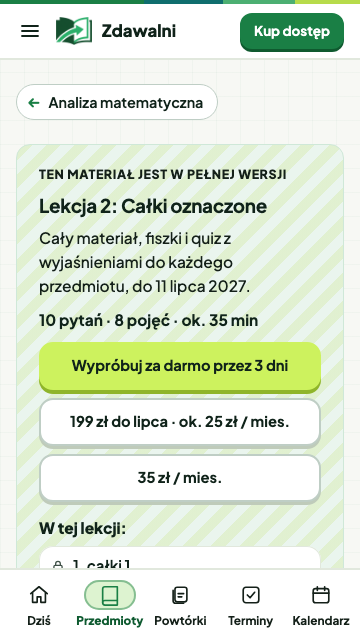 Zdawalni
Kup dostęp
← Analiza matematyczna
TEN MATERIAŁ JEST W PEŁNEJ WERSJI
Lekcja 2: Całki oznaczone
Cały materiał, fiszki i quiz z
wyjaśnieniami do każdego
przedmiotu, do 11 lipca 2027.
10 pytań · 8 pojęć · ok. 35 min
Wypróbuj za darmo przez 3 dni
199 zł do lipca · ok. 25 zł / mies.
35 zł / mies.
W tej lekcji:
1. całki 1
Dziś Przedmioty Powtórki Terminy Kalendarz